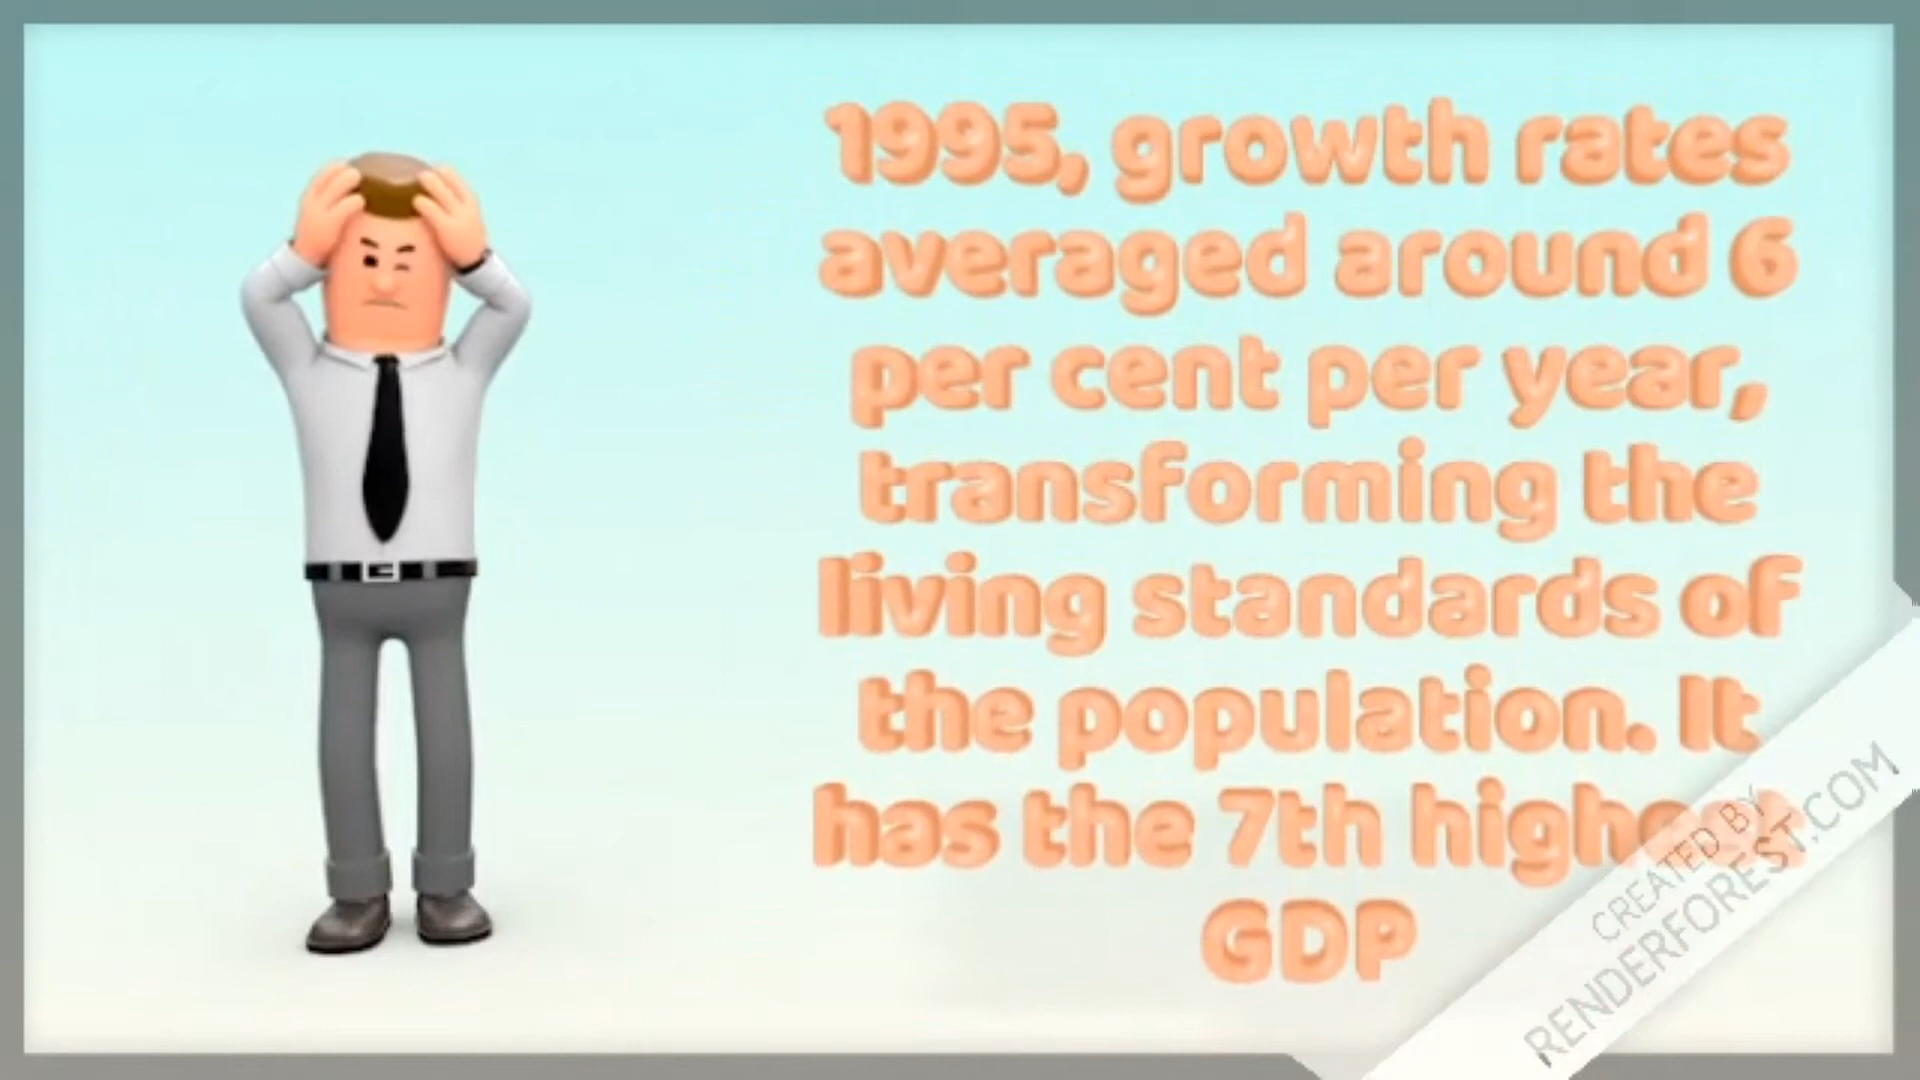 1995, growth rates
averaged around 6
per cent per year,
transforming the
living standards of
the population. It
has the 7th highest
GDP
CREATED BY
RENDERFOREST.COM